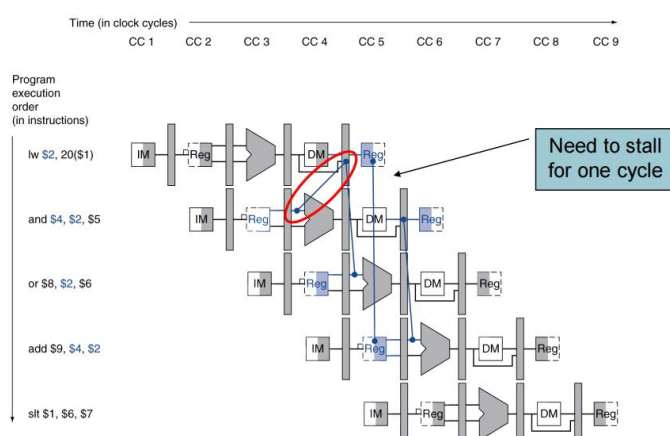 Time (in clock cycles)
CC 1 CC 2 CC 3 CC 4 CC 5 CC 6 CC 7 CC 8 CC 9
Program
execution
order
(in instructions)
lw $2, 20($1) IM Reg DM Reg
Need to stall
for one cycle
and $4, $2, $5 IM Reg DM Reg
or $8, $2, $6 IM Reg DM Reg
add $9, $4, $2 IM Reg DM Reg
slt $1, $6, $7 IM Reg DM Reg